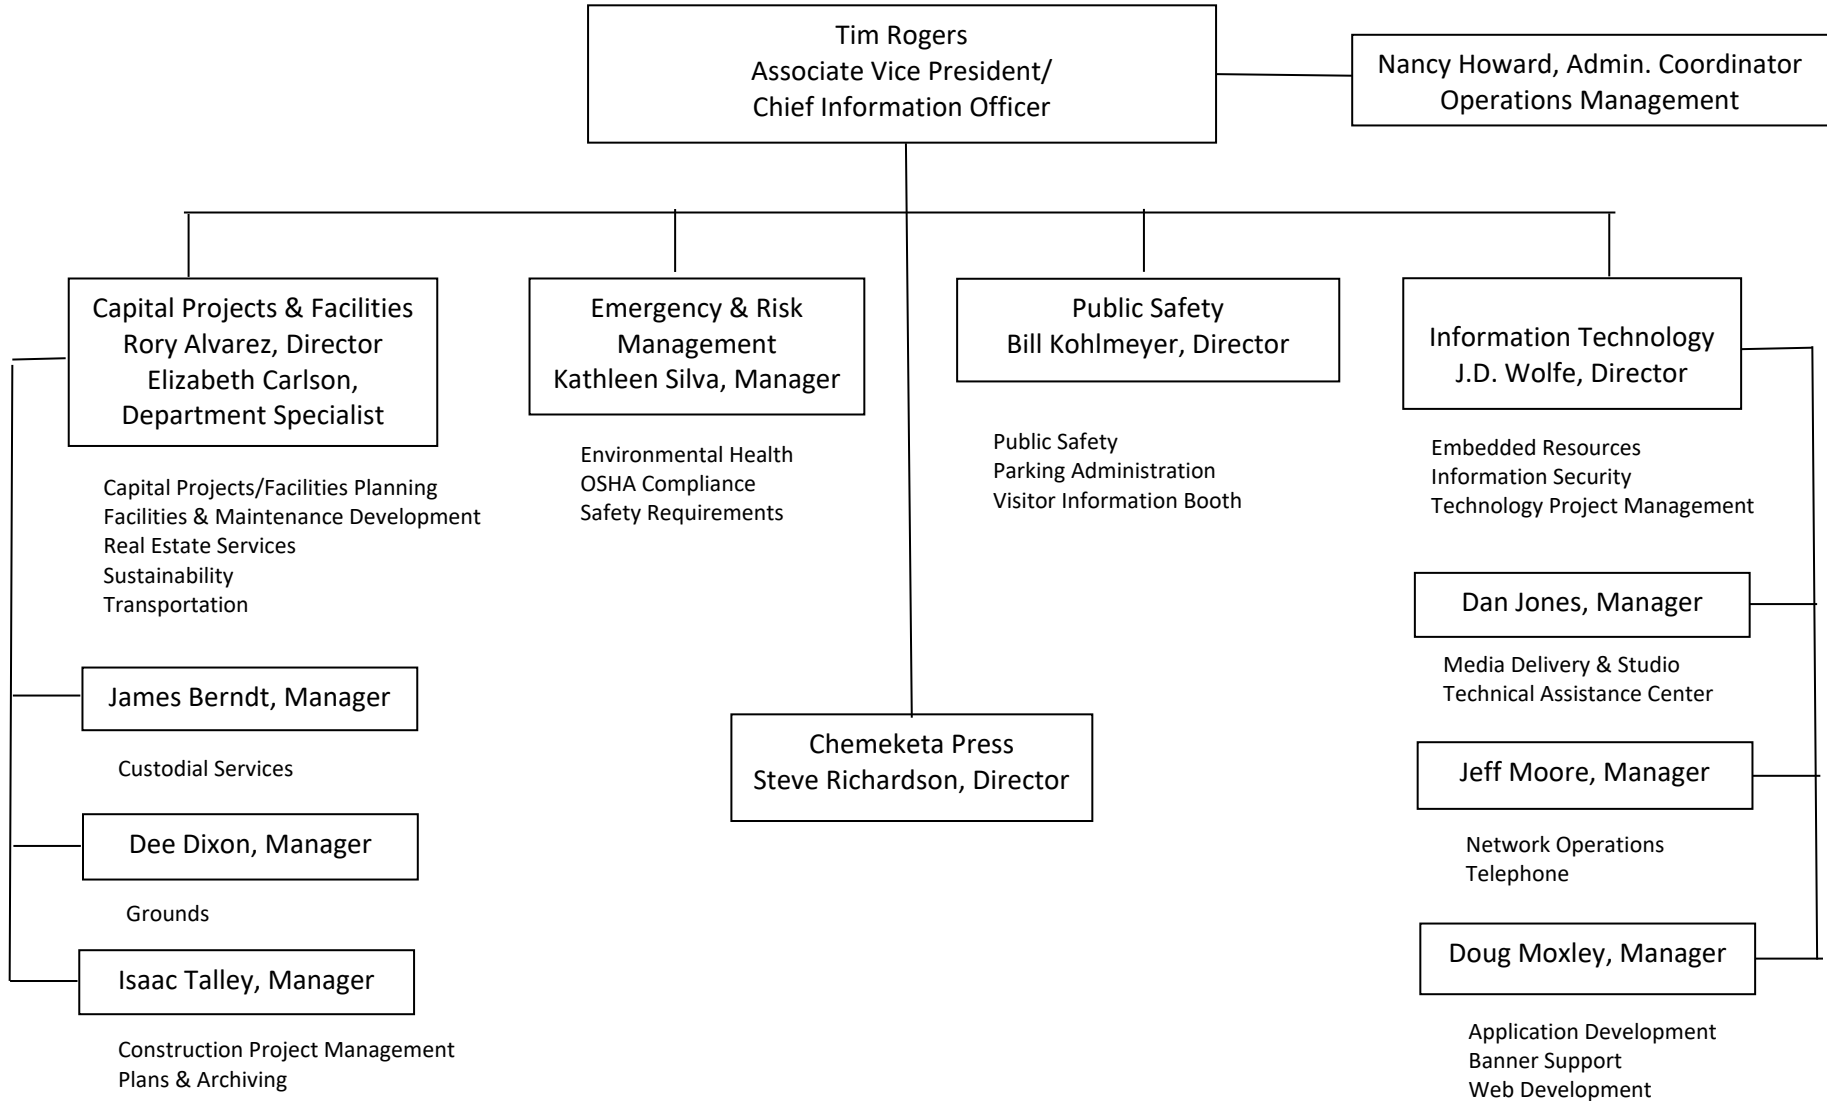 Tim Rogers
Associate Vice President/
Chief Information Officer
Nancy Howard, Admin. Coordinator
Operations Management
Capital Projects & Facilities
Rory Alvarez, Director
Elizabeth Carlson,
Department Specialist
Capital Projects/Facilities Planning
Facilities & Maintenance Development
Real Estate Services
Sustainability
Transportation
James Berndt, Manager
Custodial Services
Dee Dixon, Manager
Grounds
Isaac Talley, Manager
Construction Project Management
Plans & Archiving
Emergency & Risk
Management
Kathleen Silva, Manager
Environmental Health
OSHA Compliance
Safety Requirements
Chemeketa Press
Steve Richardson, Director
Public Safety
Bill Kohlmeyer, Director
Public Safety
Parking Administration
Visitor Information Booth
Information Technology
J.D. Wolfe, Director
Embedded Resources
Information Security
Technology Project Management
Dan Jones, Manager
Media Delivery & Studio
Technical Assistance Center
Jeff Moore, Manager
Network Operations
Telephone
Doug Moxley, Manager
Application Development
Banner Support
Web Development